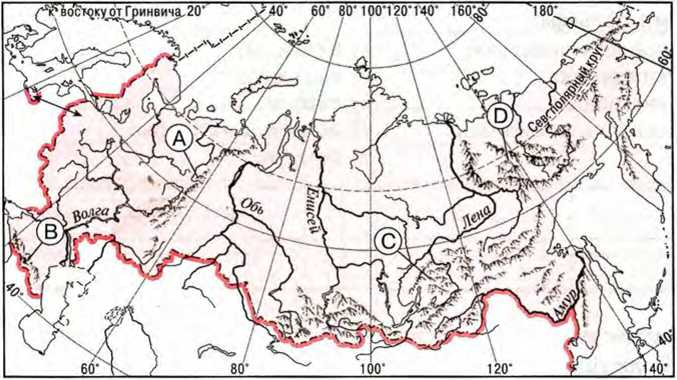 к востоку от Гринвича 20° 40° 60° 80° 100° 120° 140° 160° 80° 180°
60°
Северный полярный круг
А
D
Обь
Енисей
Лена
Волга
В
С
Амур
40°
40°
60°
80°
100°
120°
140°